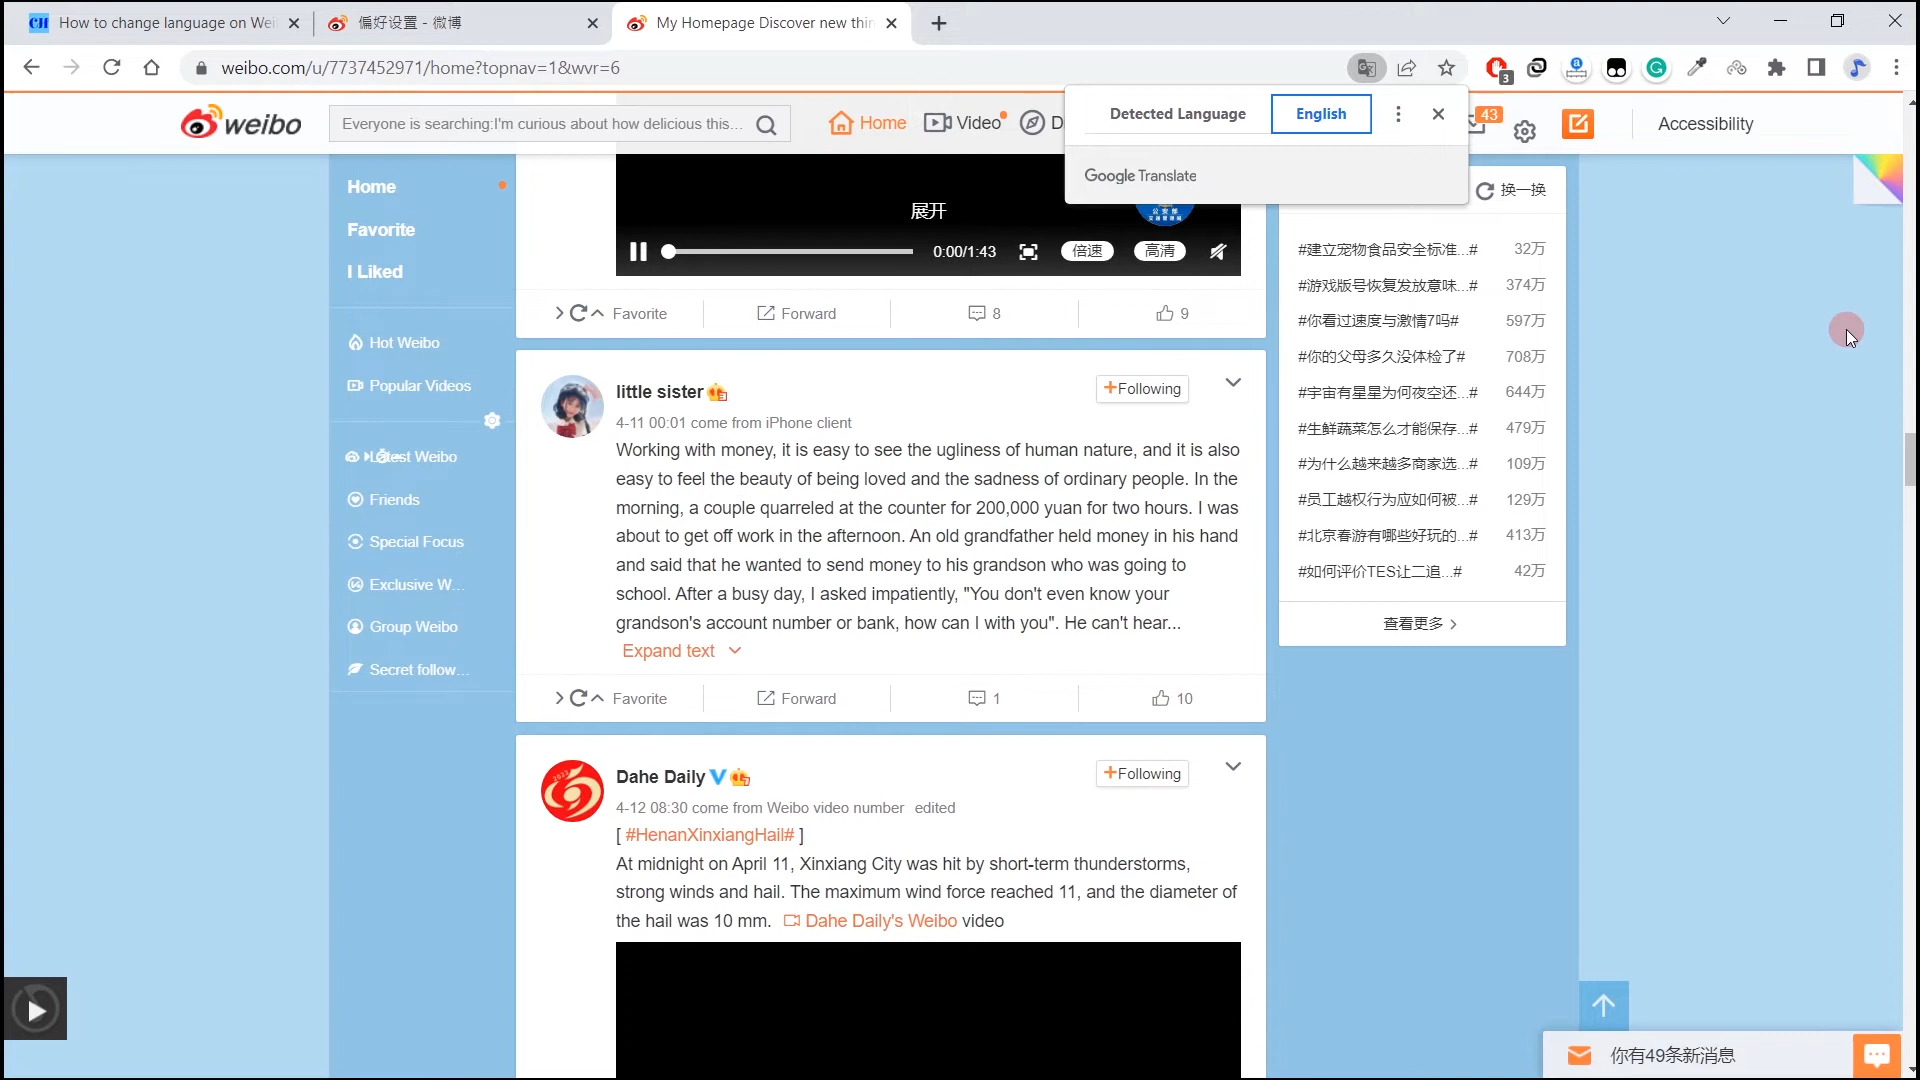 How to change language on Wei
偏好设置 - 微博
My Homepage Discover new thin
weibo.com/u/7737452971/home?topnav=1&wvr=6
3
weibo
Everyone is searching:I'm curious about how delicious this...
Home
Video
D
Detected Language
English
43
Accessibility
Google Translate
Home
Favorite
I Liked
Hot Weibo
Popular Videos
Latest Weibo
Friends
Special Focus
Exclusive W...
Group Weibo
Secret follow...
展开
公安部
0:00/1:43
倍速
高清
Favorite
Forward
8
9
little sister
+Following
4-11 00:01 come from iPhone client
Working with money, it is easy to see the ugliness of human nature, and it is also
easy to feel the beauty of being loved and the sadness of ordinary people. In the
morning, a couple quarreled at the counter for 200,000 yuan for two hours. I was
about to get off work in the afternoon. An old grandfather held money in his hand
and said that he wanted to send money to his grandson who was going to
school. After a busy day, I asked impatiently, "You don't even know your
grandson's account number or bank, how can I with you". He can't hear...
Expand text
Favorite
Forward
1
10
Dahe Daily
+Following
4-12 08:30 come from Weibo video number edited
[ #HenanXinxiangHail# ]
At midnight on April 11, Xinxiang City was hit by short-term thunderstorms,
strong winds and hail. The maximum wind force reached 11, and the diameter of
the hail was 10 mm. Dahe Daily's Weibo video
换一换
#建立宠物食品安全标准...# 32万
#游戏版号恢复发放意味...# 374万
#你看过速度与激情7吗# 597万
#你的父母多久没体检了# 708万
#宇宙有星星为何夜空还...# 644万
#生鲜蔬菜怎么才能保存...# 479万
#为什么越来越多商家选...# 109万
#员工越权行为应如何被...# 129万
#北京春游有哪些好玩的...# 413万
#如何评价TES让二追...# 42万
查看更多
你有49条新消息